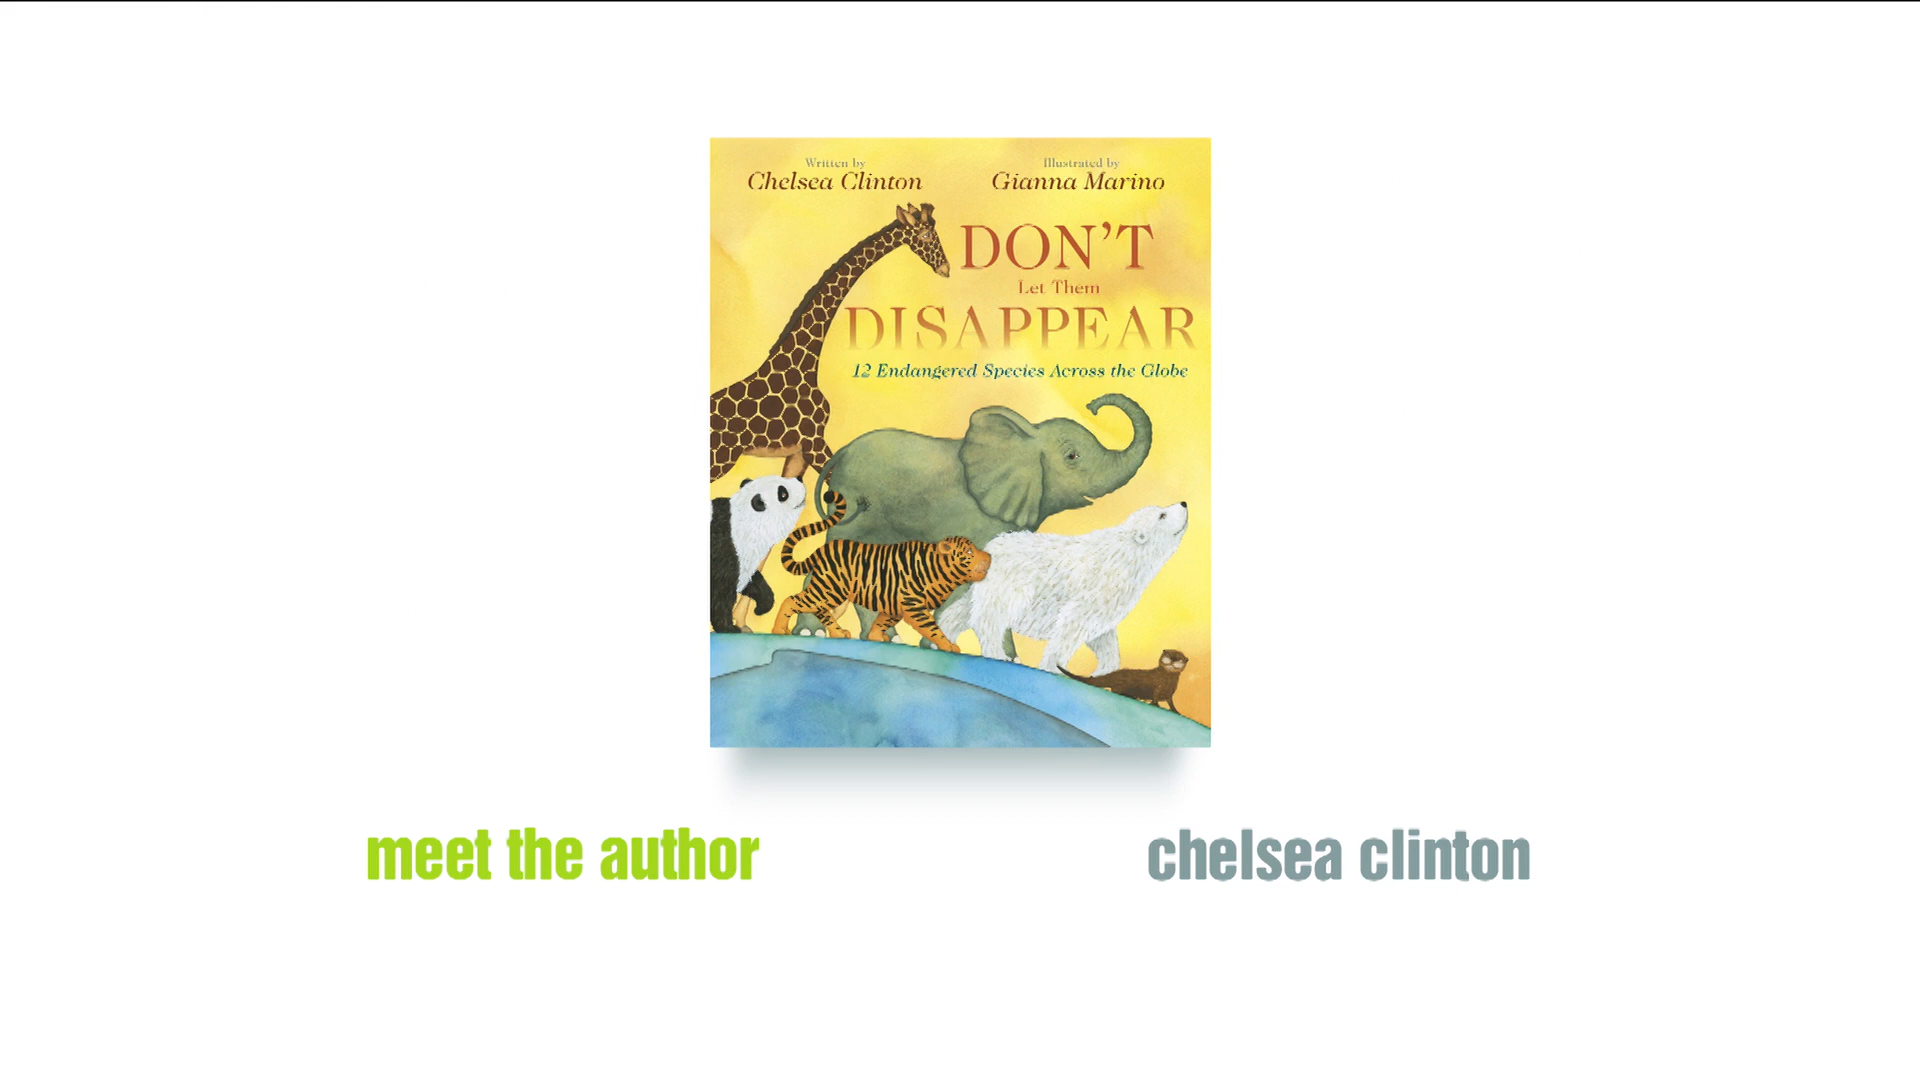 Written by
Chelsea Clinton
Illustrated by
Gianna Marino
DON'T
Let Them
DISAPPEAR
12 Endangered Species Across the Globe
meet the author
chelsea clinton